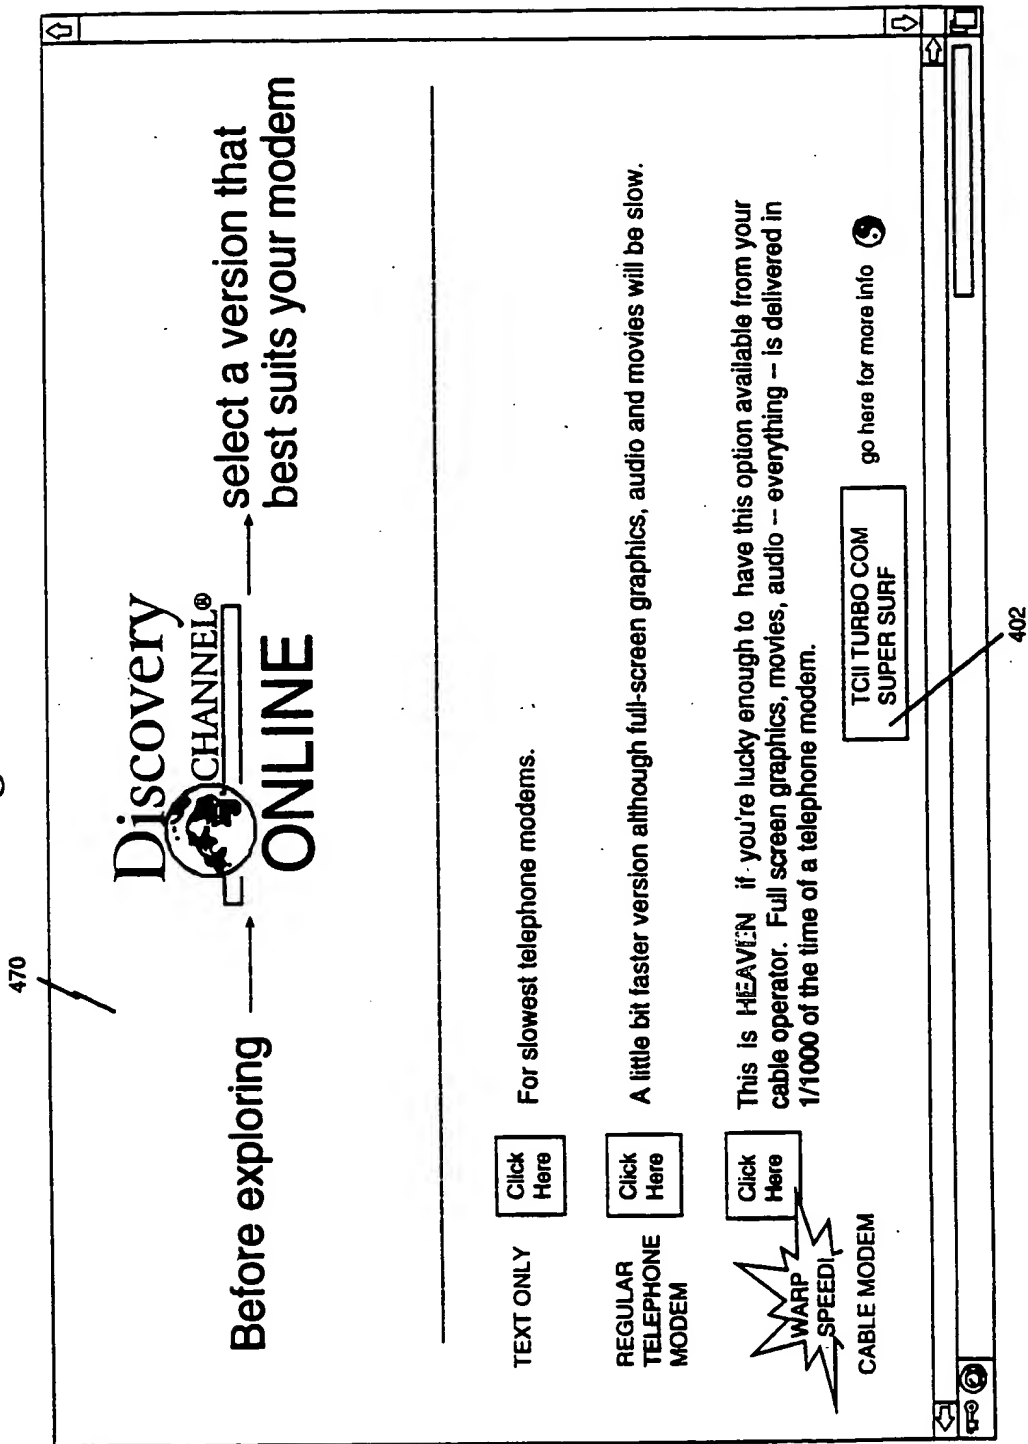 470
Before exploring
Discovery
CHANNEL®
ONLINE
select a version that
best suits your modem
TEXT ONLY
Click
Here
For slowest telephone modems.
REGULAR
TELEPHONE
MODEM
Click
Here
A little bit faster version although full-screen graphics, audio and movies will be slow.
WARP
SPEED!
CABLE MODEM
Click
Here
This is HEAVEN if you're lucky enough to have this option available from your
cable operator. Full screen graphics, movies, audio -- everything -- is delivered in
1/1000 of the time of a telephone modem.
TCII TURBO COM
SUPER SURF
go here for more info
402